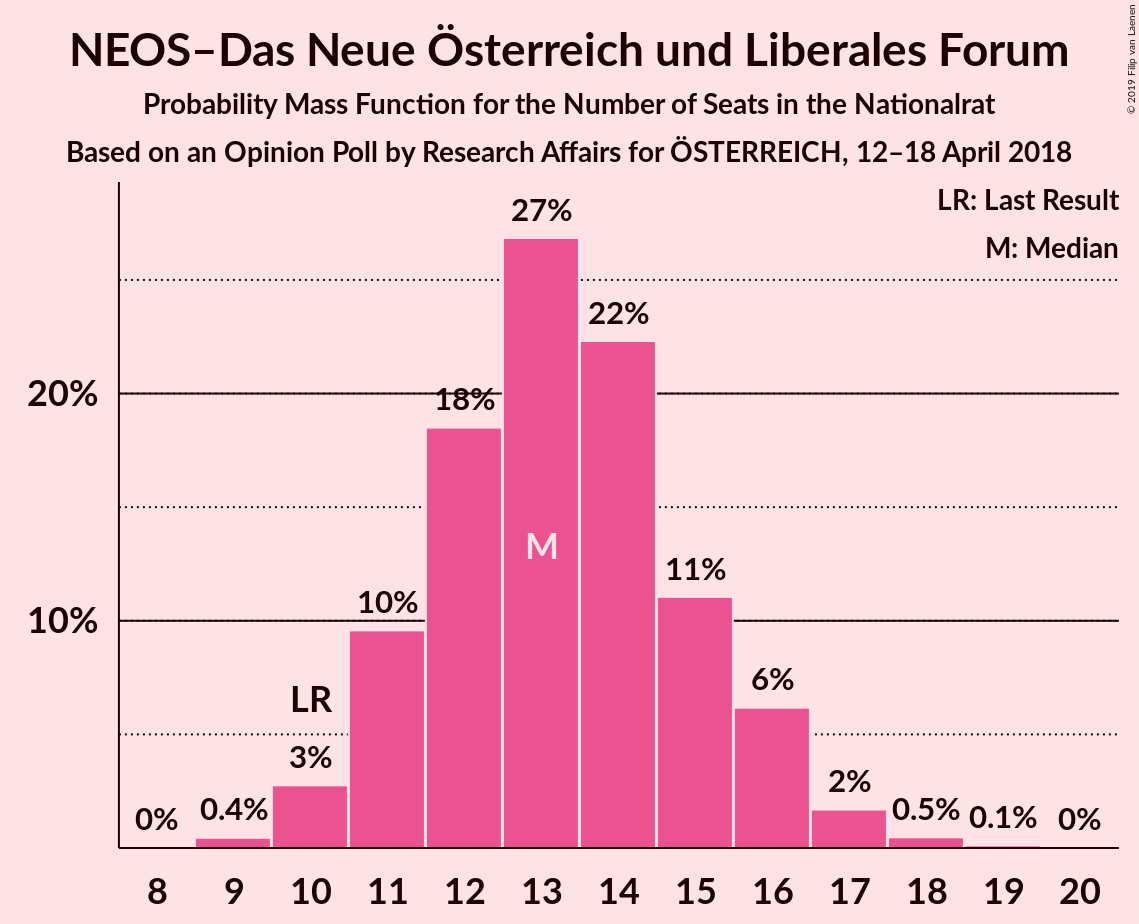 NEOS–Das Neue Österreich und Liberales Forum
Probability Mass Function for the Number of Seats in the Nationalrat
Based on an Opinion Poll by Research Affairs for ÖSTERREICH, 12–18 April 2018
© 2019 Filip van Laenen
LR: Last Result
M: Median
27%
22%
20%
18%
M
11%
10%
10%
6%
LR
3%
2%
0%
0.4%
0.5%
0.1%
0%
8 9 10 11 12 13 14 15 16 17 18 19 20